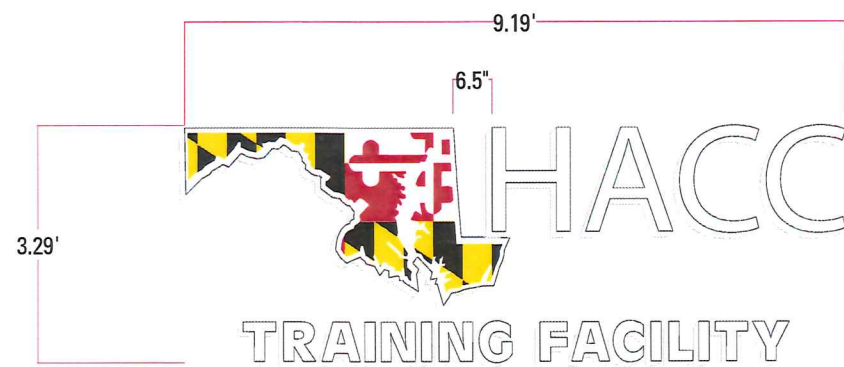 9.19'
6.5"
HACC
3.29'
TRAINING FACILITY